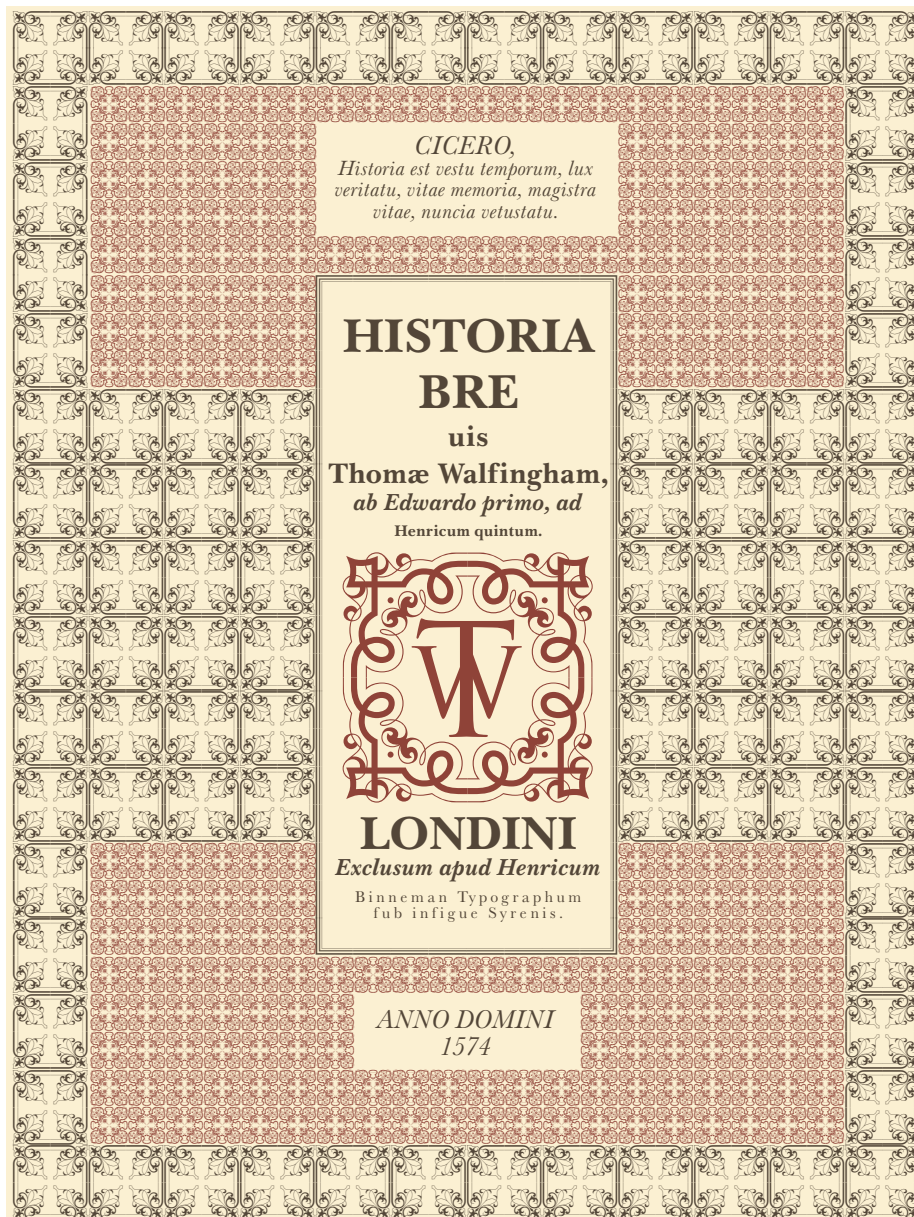 CICERO,
Historia est vestu temporum, lux
veritatu, vitae memoria, magistra
vitae, nuncia vetustatu.
HISTORIA
BRE
uis
Thomæ Walfingham,
ab Edwardo primo, ad
Henricum quintum.
TW
LONDINI
Exclusum apud Henricum
Binneman Typographum
fub infigue Syrenis.
ANNO DOMINI
1574